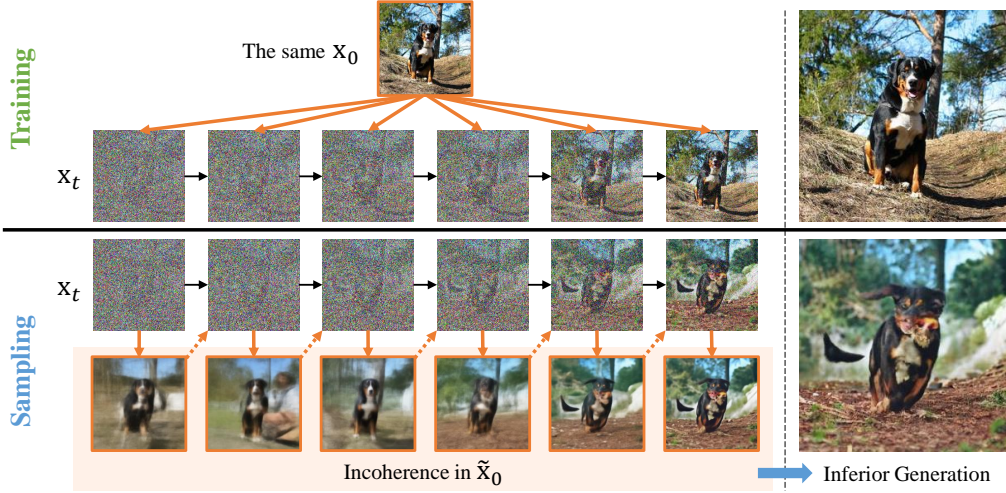 Training
The same x₀
xₜ
Sampling
xₜ
Incoherence in x̃₀
Inferior Generation